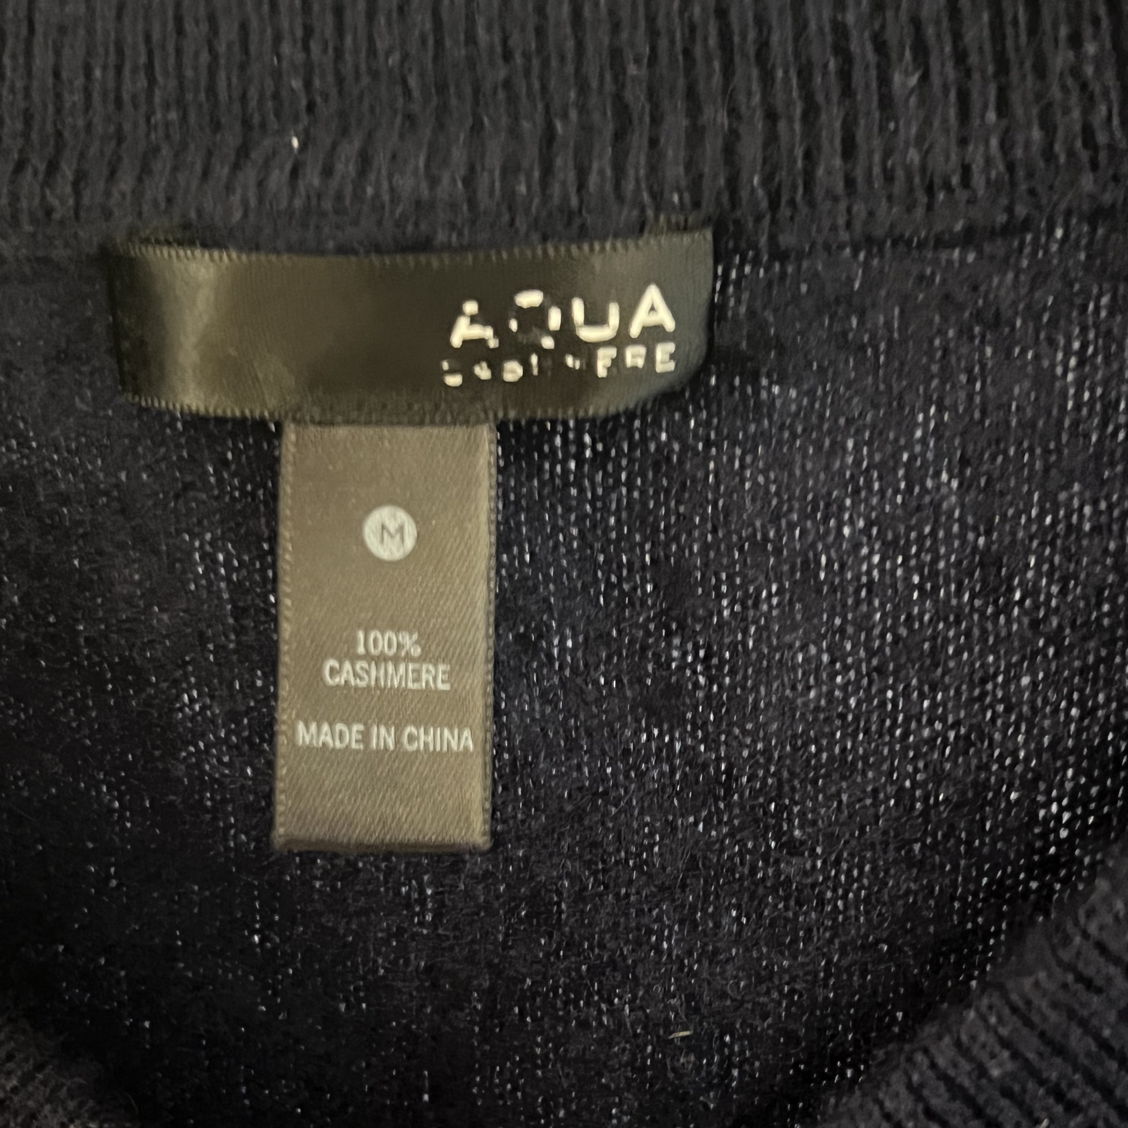 AQUA
CASHMERE
M
100%
CASHMERE
MADE IN CHINA